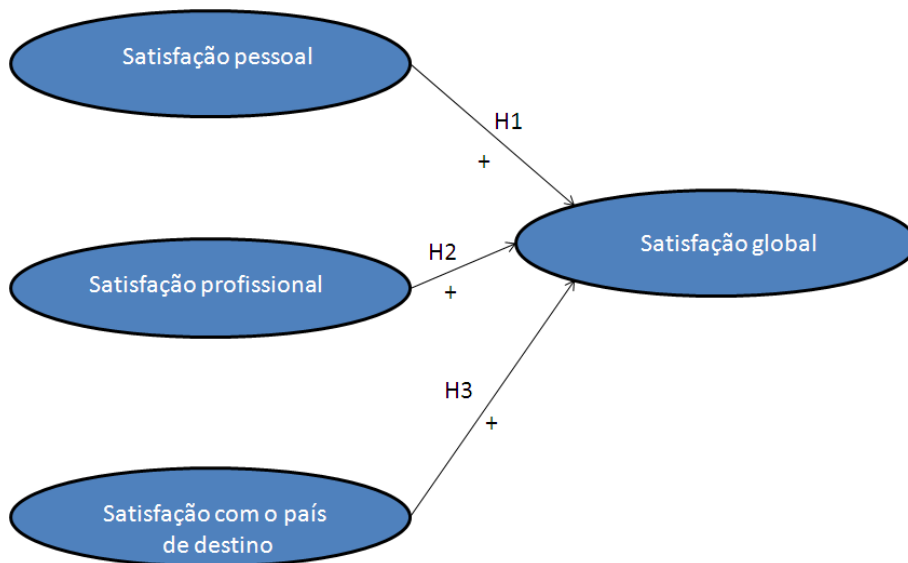 Satisfação pessoal
H1
+
Satisfação global
H2
Satisfação profissional
+
H3
+
Satisfação com o país
de destino